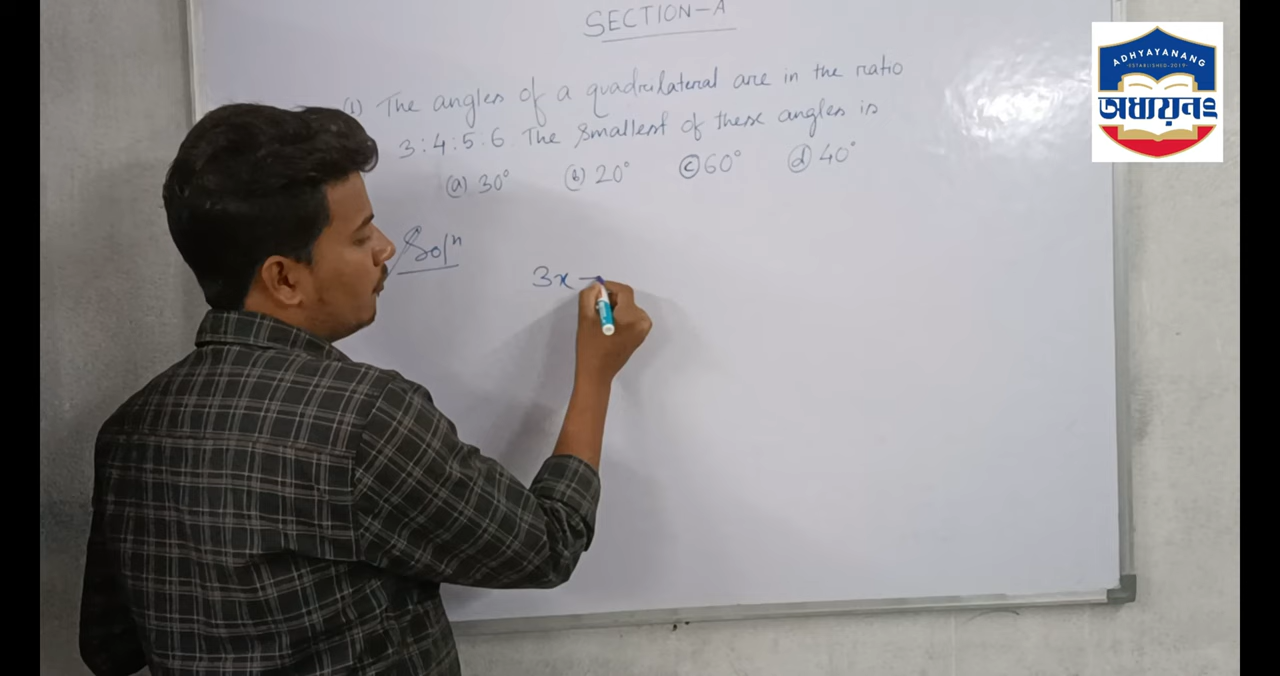 SECTION-A
(1) The angles of a quadrilateral are in the ratio
3:4:5:6. The smallest of these angles is
(a) 30° (b) 20° (c) 60° (d) 40°
Solⁿ
3x
ADHYAYANANG
·ESTABLISHED-2019·
অধ্যয়নং